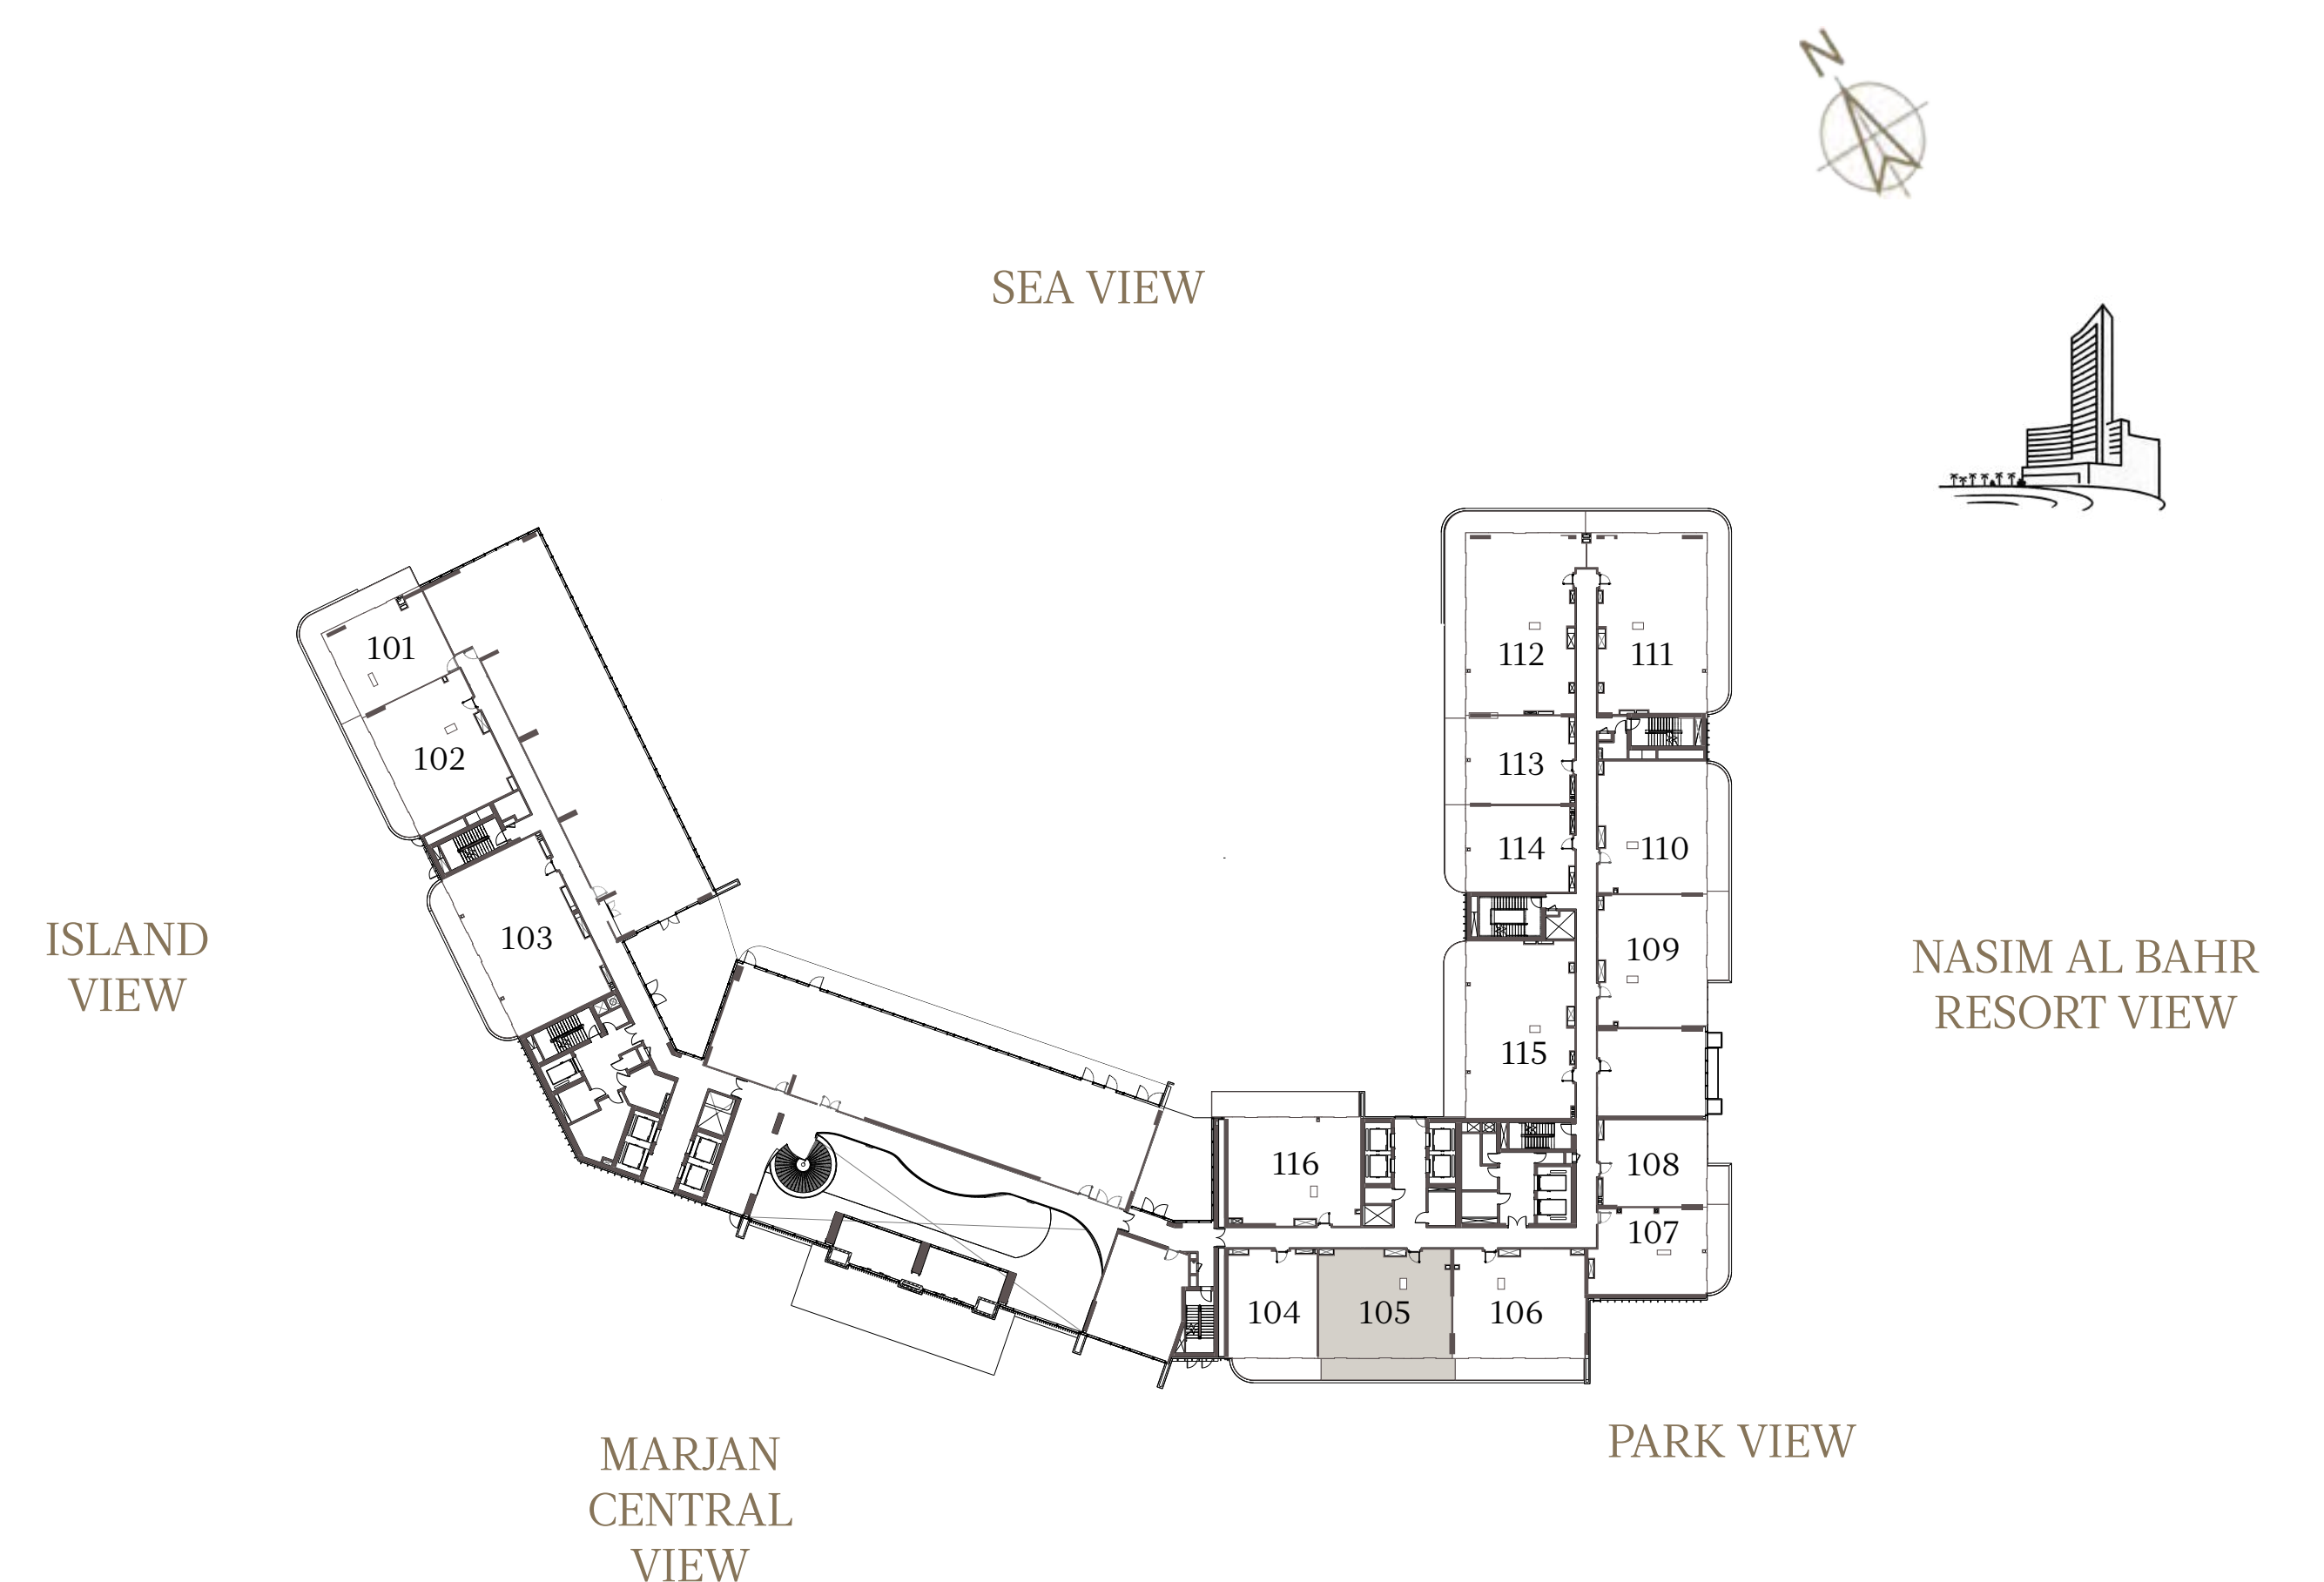 N
SEA VIEW
101
102
103
112
111
113
114
110
109
115
116
108
107
104
105
106
ISLAND
VIEW
NASIM AL BAHR
RESORT VIEW
PARK VIEW
MARJAN
CENTRAL
VIEW